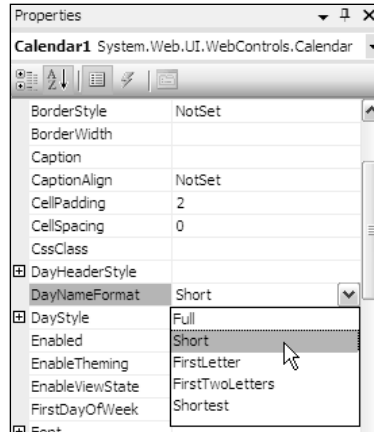 Properties
Calendar1 System.Web.UI.WebControls.Calendar
BorderStyle NotSet
BorderWidth
Caption
CaptionAlign NotSet
CellPadding 2
CellSpacing 0
CssClass
DayHeaderStyle
DayNameFormat Short
DayStyle Full
Enabled Short
EnableTheming FirstLetter
EnableViewState FirstTwoLetters
FirstDayOfWeek Shortest
Font